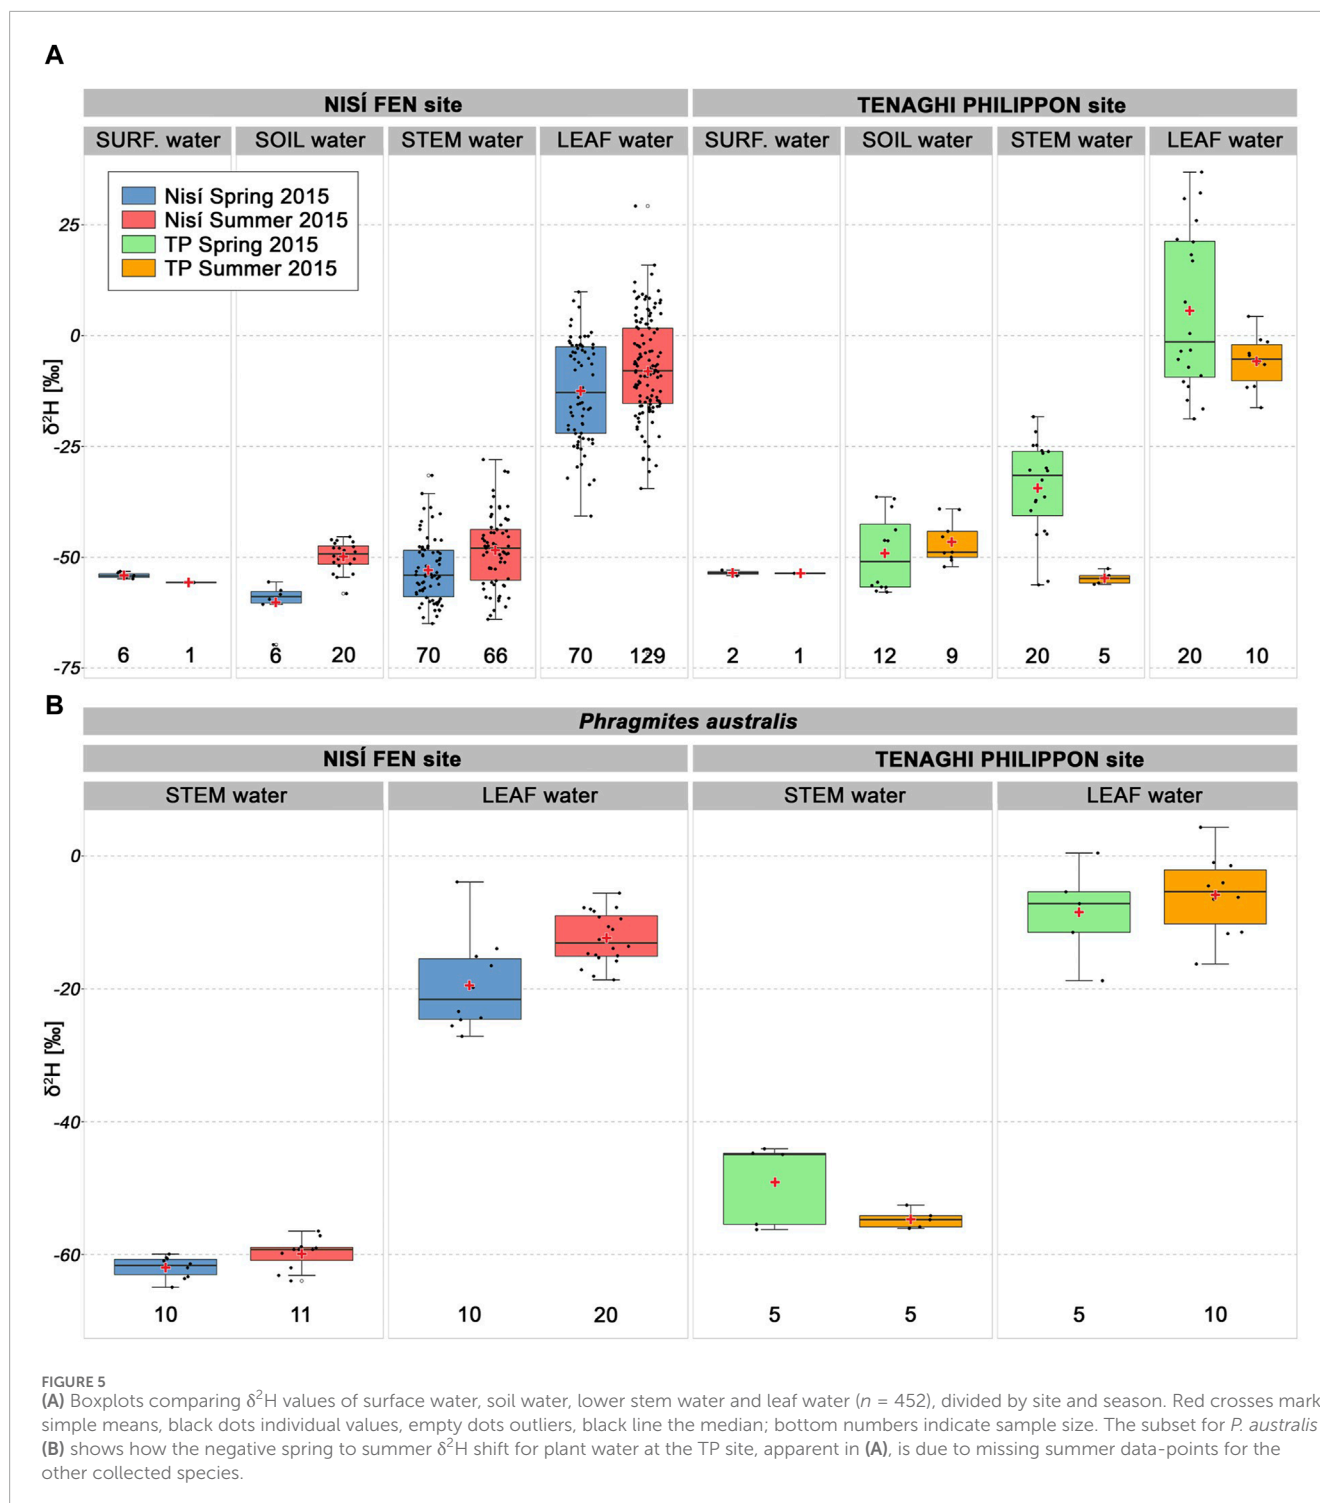 A
NISÍ FEN site TENAGHI PHILIPPON site
SURF. water SOIL water STEM water LEAF water SURF. water SOIL water STEM water LEAF water
Nisí Spring 2015
Nisí Summer 2015
TP Spring 2015
TP Summer 2015
25
0
-25
-50
-75
δ²H [‰]
6 1 6 20 70 66 70 129 2 1 12 9 20 5 20 10
B
Phragmites australis
NISÍ FEN site TENAGHI PHILIPPON site
STEM water LEAF water STEM water LEAF water
0
-20
-40
-60
δ²H [‰]
10 11 10 20 5 5 5 10
FIGURE 5
(A) Boxplots comparing δ²H values of surface water, soil water, lower stem water and leaf water (n = 452), divided by site and season. Red crosses mark
simple means, black dots individual values, empty dots outliers, black line the median; bottom numbers indicate sample size. The subset for P. australis
(B) shows how the negative spring to summer δ²H shift for plant water at the TP site, apparent in (A), is due to missing summer data-points for the
other collected species.